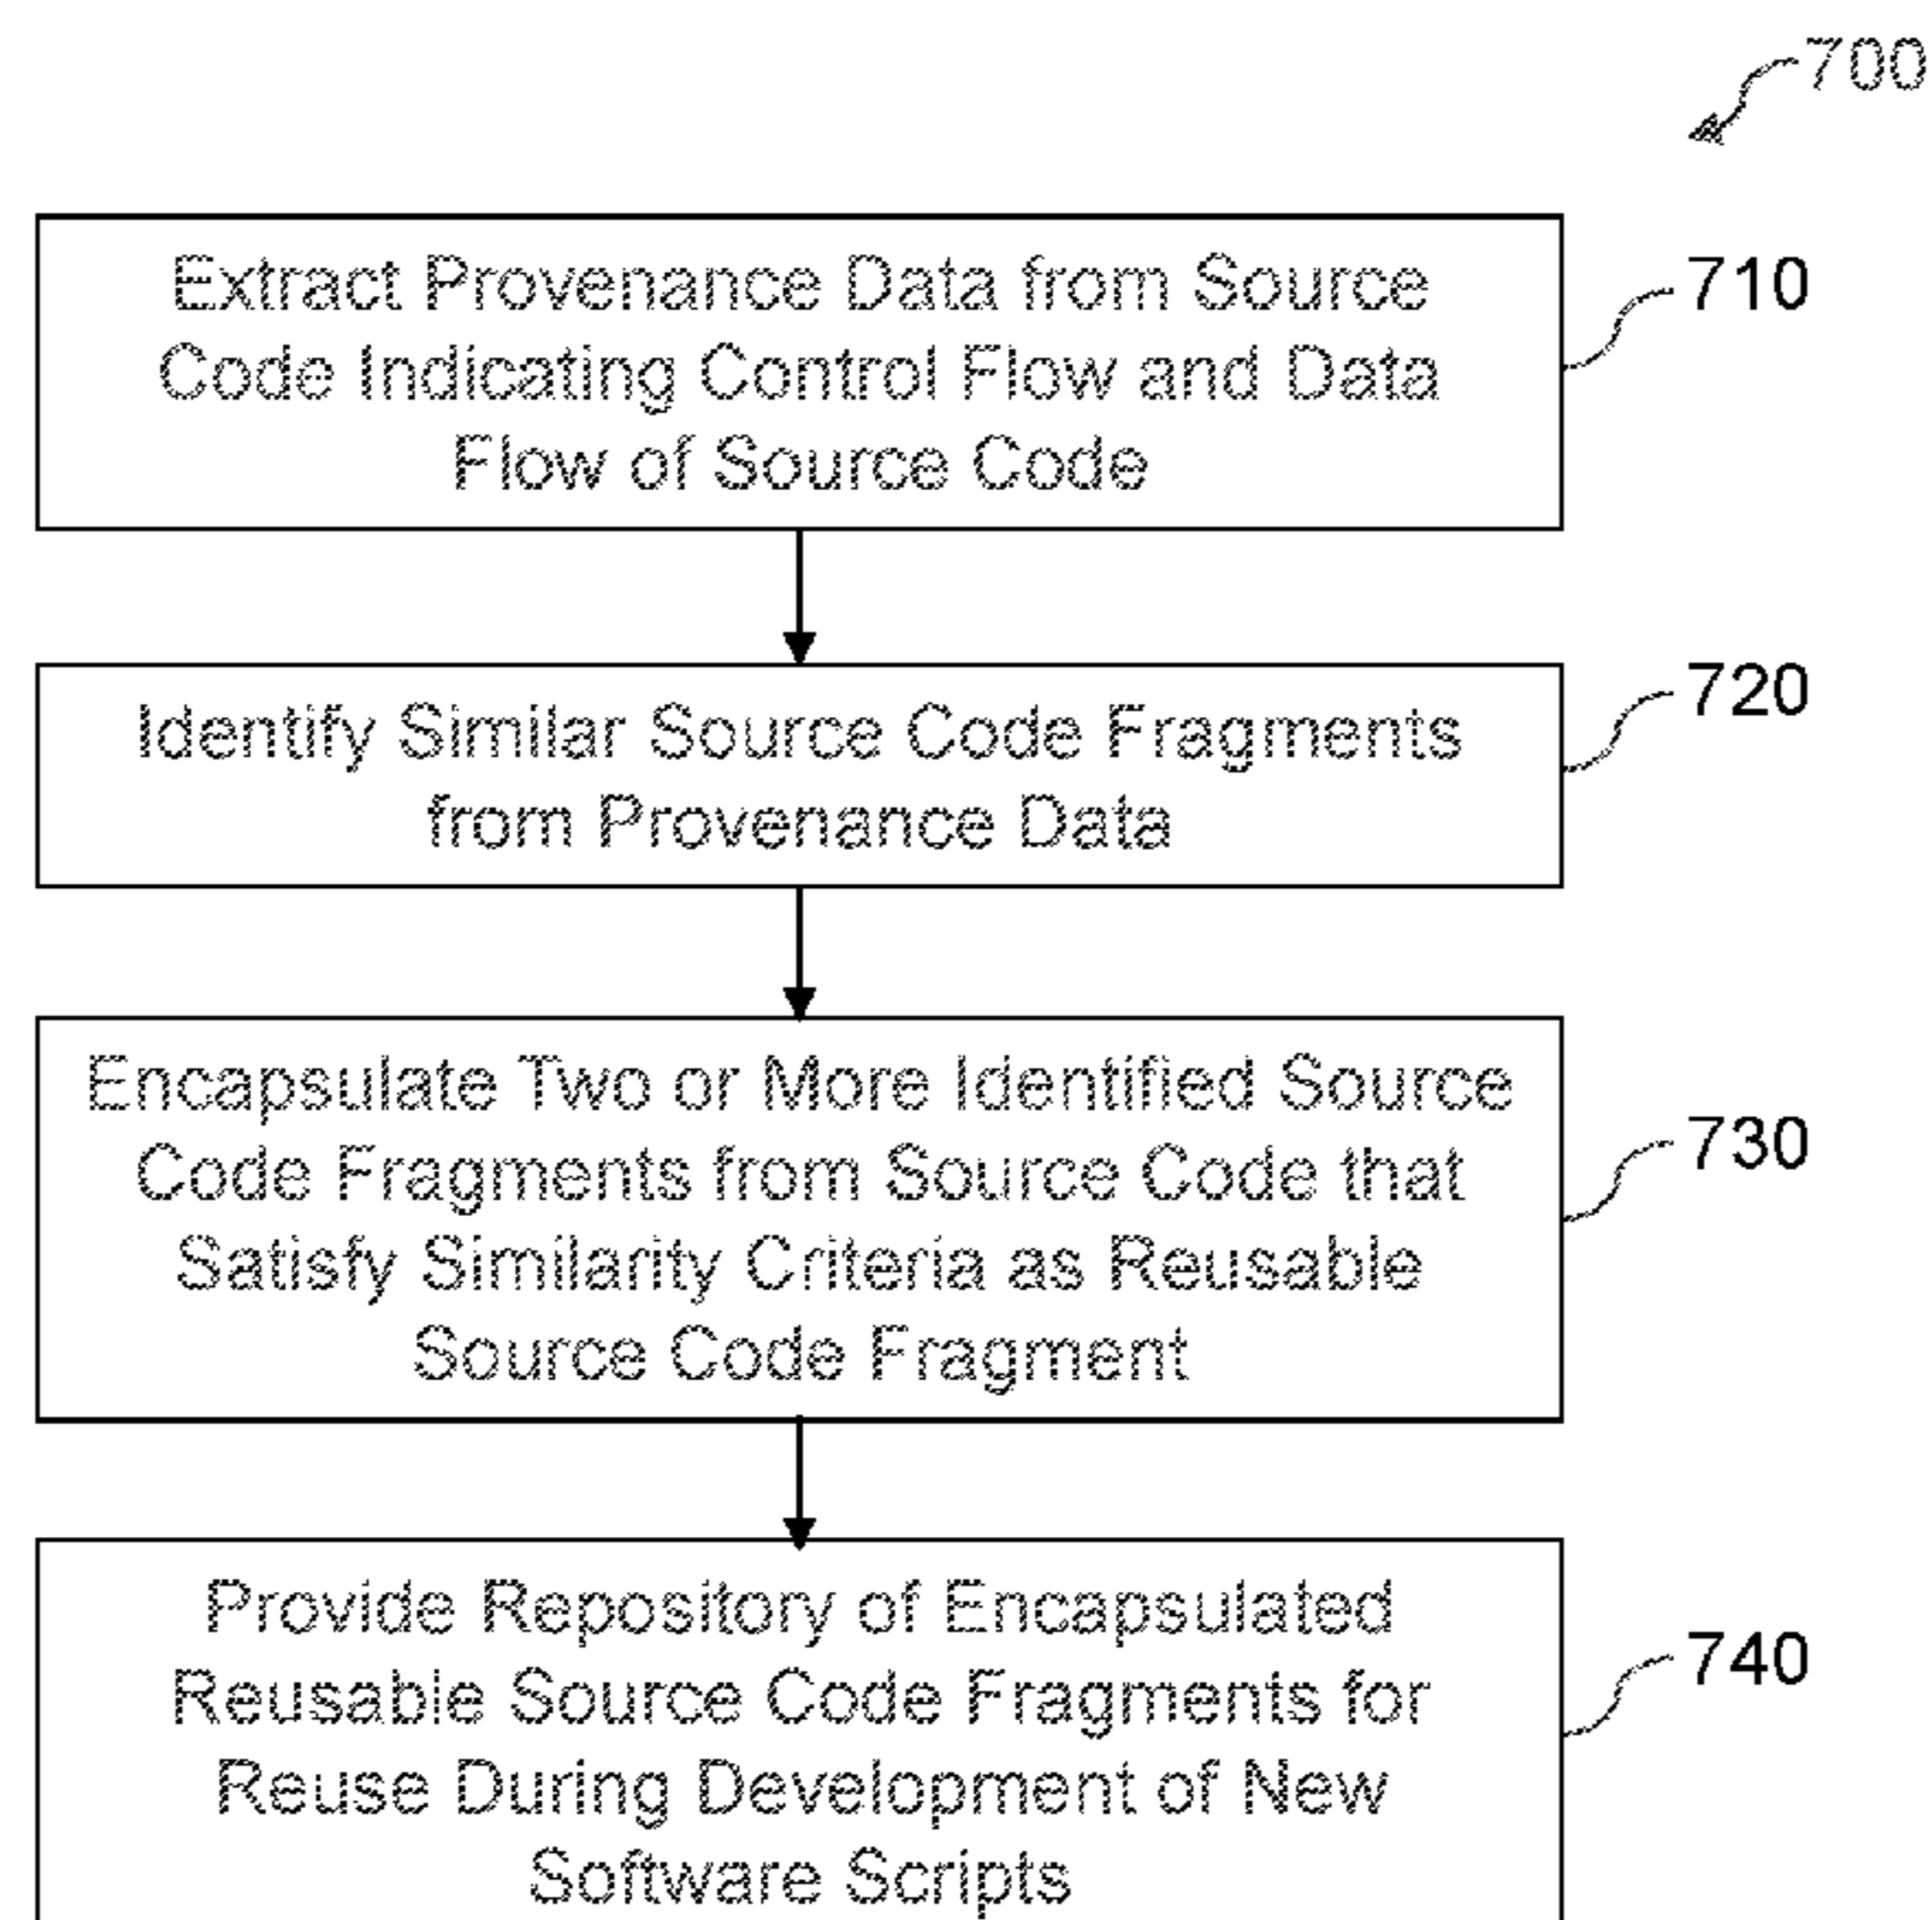 700
Extract Provenance Data from Source
Code Indicating Control Flow and Data
Flow of Source Code
710
Identify Similar Source Code Fragments
from Provenance Data
720
Encapsulate Two or More Identified Source
Code Fragments from Source Code that
Satisfy Similarity Criteria as Reusable
Source Code Fragment
730
Provide Repository of Encapsulated
Reusable Source Code Fragments for
Reuse During Development of New
Software Scripts
740